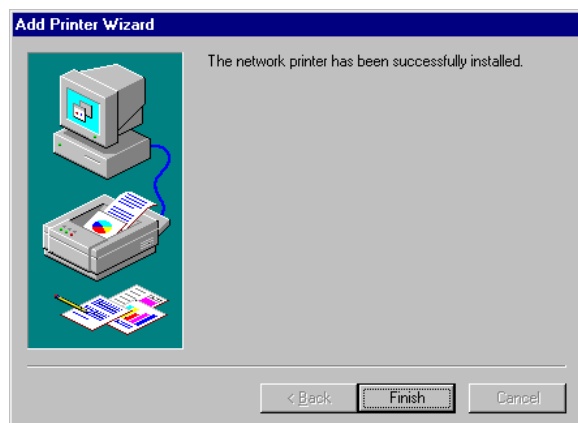 Add Printer Wizard
The network printer has been successfully installed.
< Back
Finish
Cancel